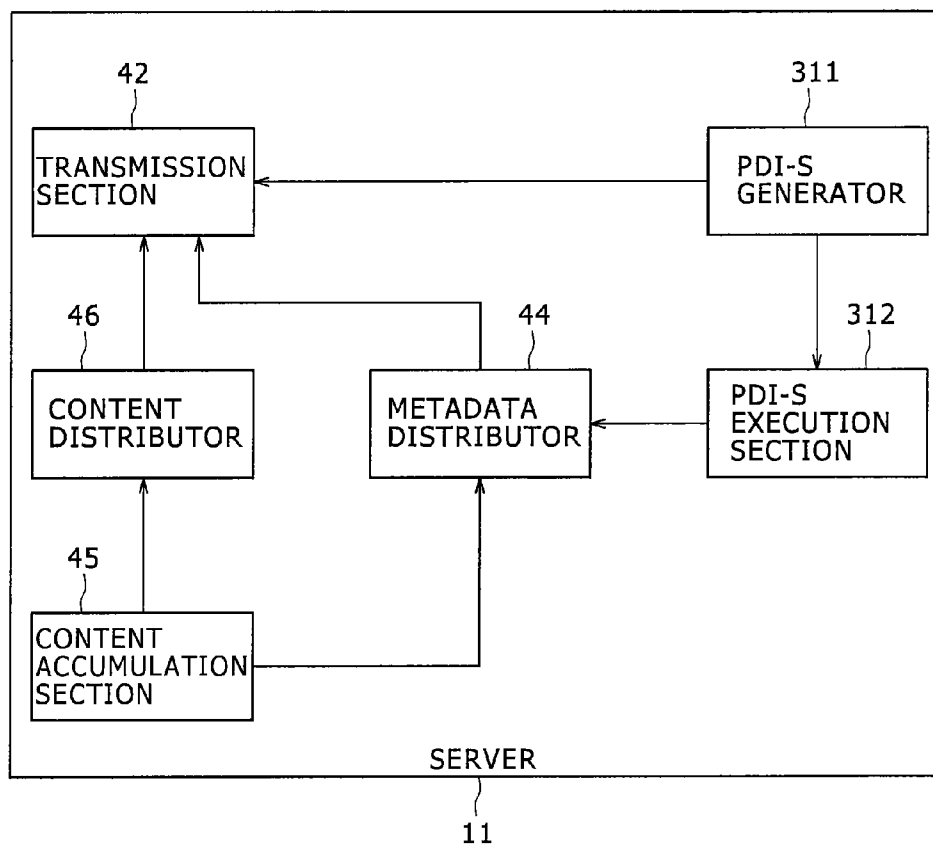 42
311
TRANSMISSION
SECTION
PDI-S
GENERATOR
46
44
312
CONTENT
DISTRIBUTOR
METADATA
DISTRIBUTOR
PDI-S
EXECUTION
SECTION
45
CONTENT
ACCUMULATION
SECTION
SERVER
11